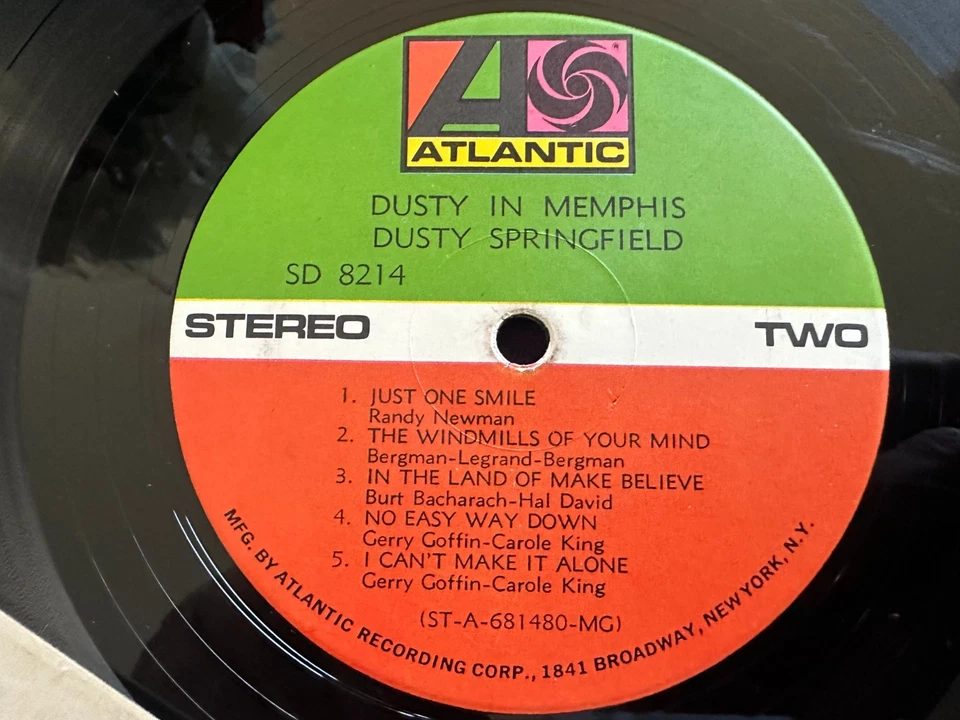 ATLANTIC
DUSTY IN MEMPHIS
DUSTY SPRINGFIELD
SD 8214
STEREO TWO
1. JUST ONE SMILE
Randy Newman
2. THE WINDMILLS OF YOUR MIND
Bergman-Legrand-Bergman
3. IN THE LAND OF MAKE BELIEVE
Burt Bacharach-Hal David
4. NO EASY WAY DOWN
Gerry Goffin-Carole King
5. I CAN'T MAKE IT ALONE
Gerry Goffin-Carole King
(ST-A-681480-MG)
MFG. BY ATLANTIC RECORDING CORP., 1841 BROADWAY, NEW YORK, N.Y.